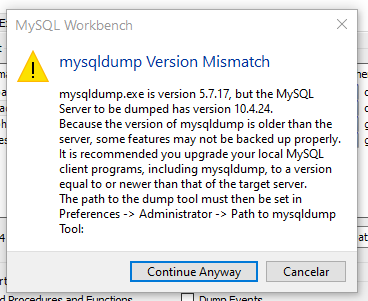 MySQL Workbench
mysqldump Version Mismatch
mysqldump.exe is version 5.7.17, but the MySQL
Server to be dumped has version 10.4.24.
Because the version of mysqldump is older than the
server, some features may not be backed up properly.
It is recommended you upgrade your local MySQL
client programs, including mysqldump, to a version
equal to or newer than that of the target server.
The path to the dump tool must then be set in
Preferences -> Administrator -> Path to mysqldump
Tool:
Continue Anyway
Cancelar
Procedures and Functions
Dump Events